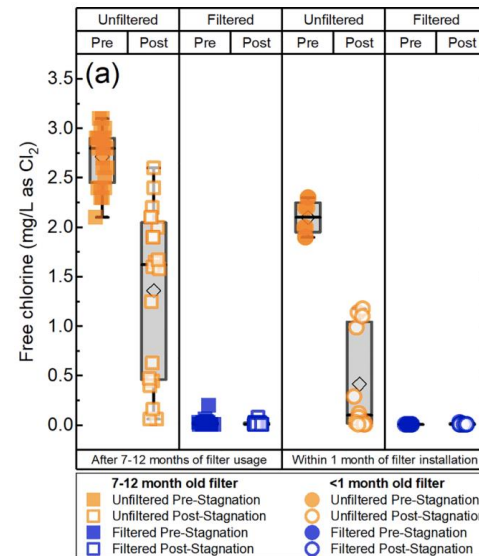 Unfiltered Filtered Unfiltered Filtered
Pre Post Pre Post Pre Post Pre Post
(a)
3.5
3.0
2.5
2.0
1.5
1.0
0.5
0.0
Free chlorine (mg/L as Cl₂)
After 7-12 months of filter usage Within 1 month of filter installation
7-12 month old filter <1 month old filter
Unfiltered Pre-Stagnation Unfiltered Pre-Stagnation
Unfiltered Post-Stagnation Unfiltered Post-Stagnation
Filtered Pre-Stagnation Filtered Pre-Stagnation
Filtered Post-Stagnation Filtered Post-Stagnation